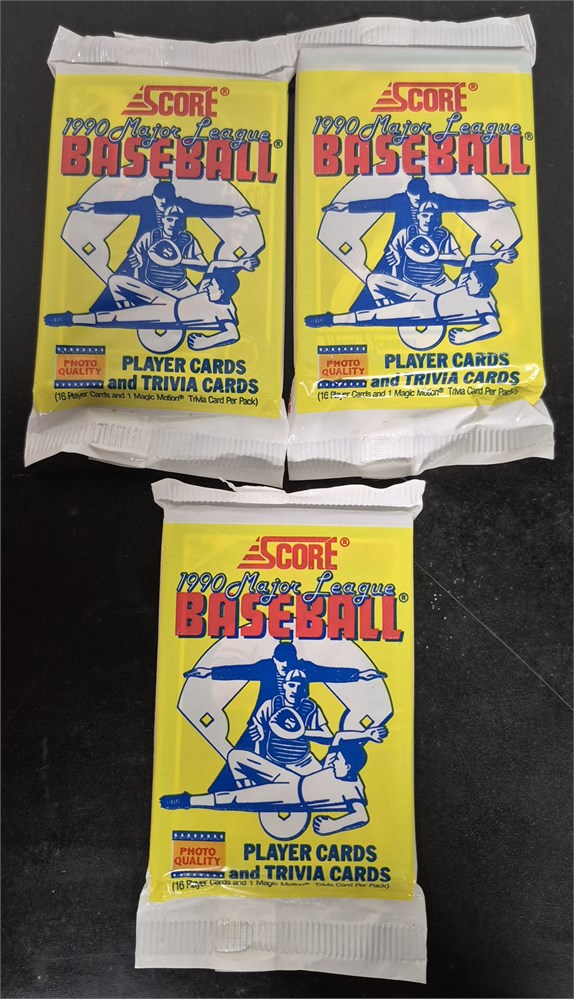 SCORE®
1990 Major League
BASEBALL®
PHOTO
QUALITY
PLAYER CARDS
and TRIVIA CARDS
(16 Player Cards and 1 Magic Motion® Trivia Card Per Pack)
SCORE®
1990 Major League
BASEBALL®
PHOTO
QUALITY
PLAYER CARDS
and TRIVIA CARDS
(16 Player Cards and 1 Magic Motion® Trivia Card Per Pack)
SCORE®
1990 Major League
BASEBALL®
PHOTO
QUALITY
PLAYER CARDS
and TRIVIA CARDS
(16 Player Cards and 1 Magic Motion® Trivia Card Per Pack)